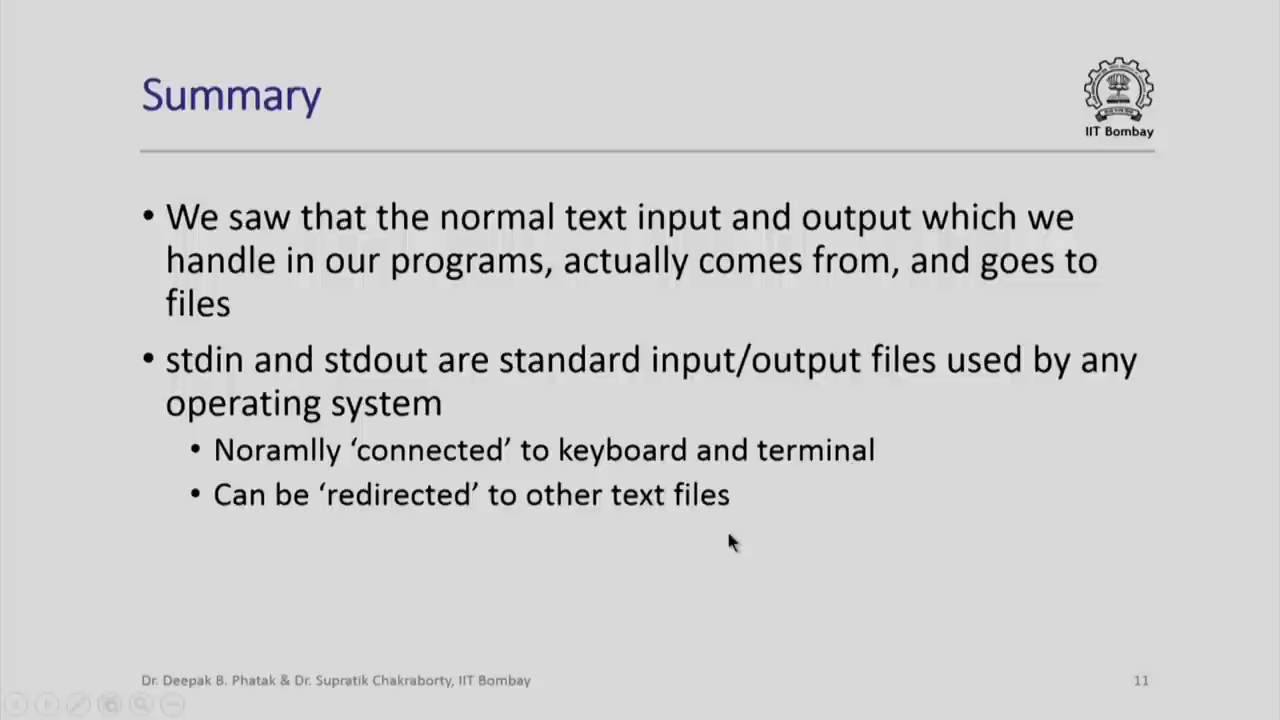 Summary
IIT Bombay
• We saw that the normal text input and output which we
handle in our programs, actually comes from, and goes to
files
• stdin and stdout are standard input/output files used by any
operating system
• Noramlly ‘connected’ to keyboard and terminal
• Can be ‘redirected’ to other text files
Dr. Deepak B. Phatak & Dr. Supratik Chakraborty, IIT Bombay
11